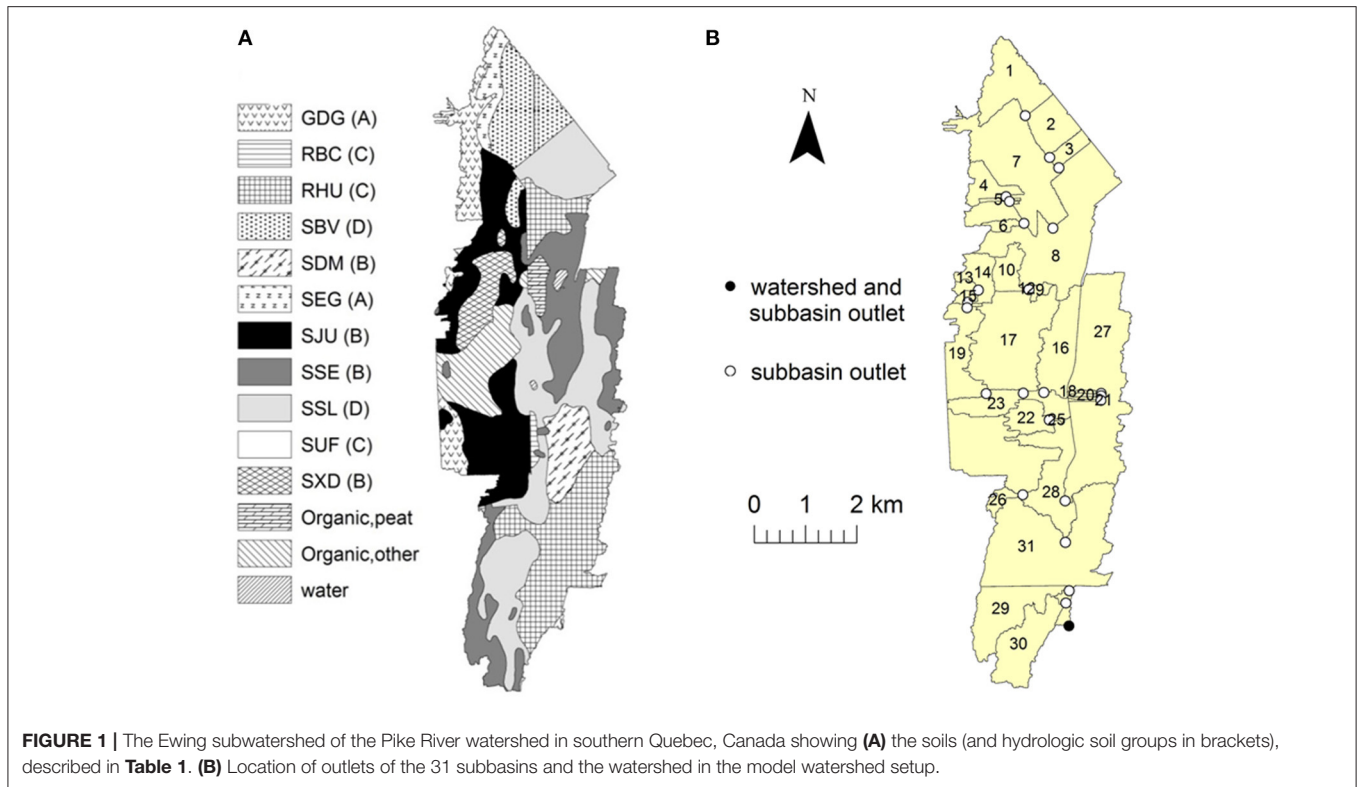 A
GDG (A)
RBC (C)
RHU (C)
SBV (D)
SDM (B)
SEG (A)
SJU (B)
SSE (B)
SSL (D)
SUF (C)
SXD (B)
Organic,peat
Organic,other
water
B
N
watershed and
subbasin outlet
subbasin outlet
0 1 2 km
1
2
3
7
4
5
6
8
10
14
13
9
15
17
16
27
19
18
20
21
23
22
25
26
28
31
29
30
FIGURE 1 | The Ewing subwatershed of the Pike River watershed in southern Quebec, Canada showing (A) the soils (and hydrologic soil groups in brackets),
described in Table 1. (B) Location of outlets of the 31 subbasins and the watershed in the model watershed setup.